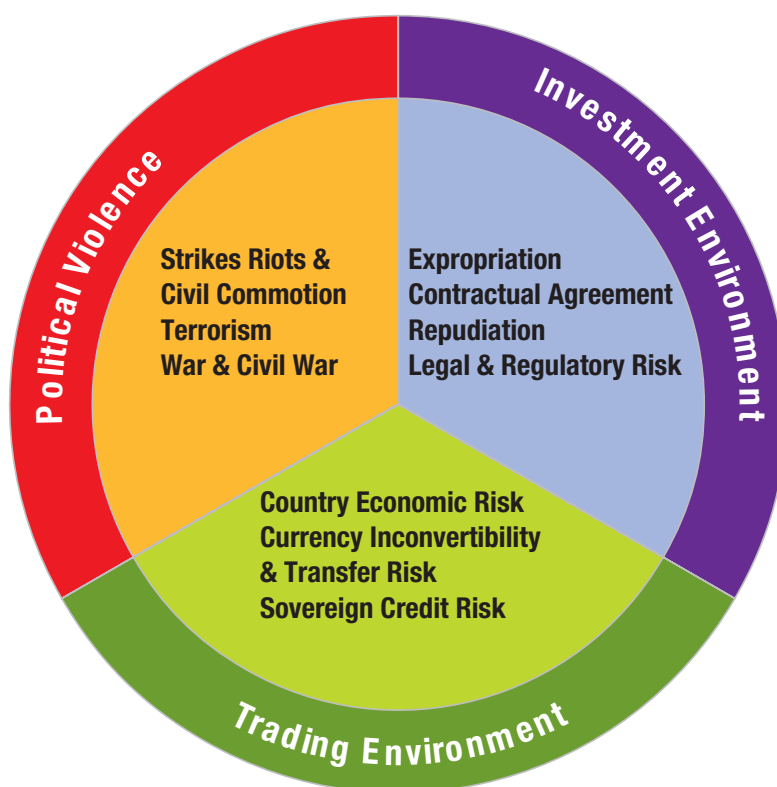 Political Violence
Strikes Riots &
Civil Commotion
Terrorism
War & Civil War
Investment Environment
Expropriation
Contractual Agreement
Repudiation
Legal & Regulatory Risk
Country Economic Risk
Currency Inconvertibility
& Transfer Risk
Sovereign Credit Risk
Trading Environment